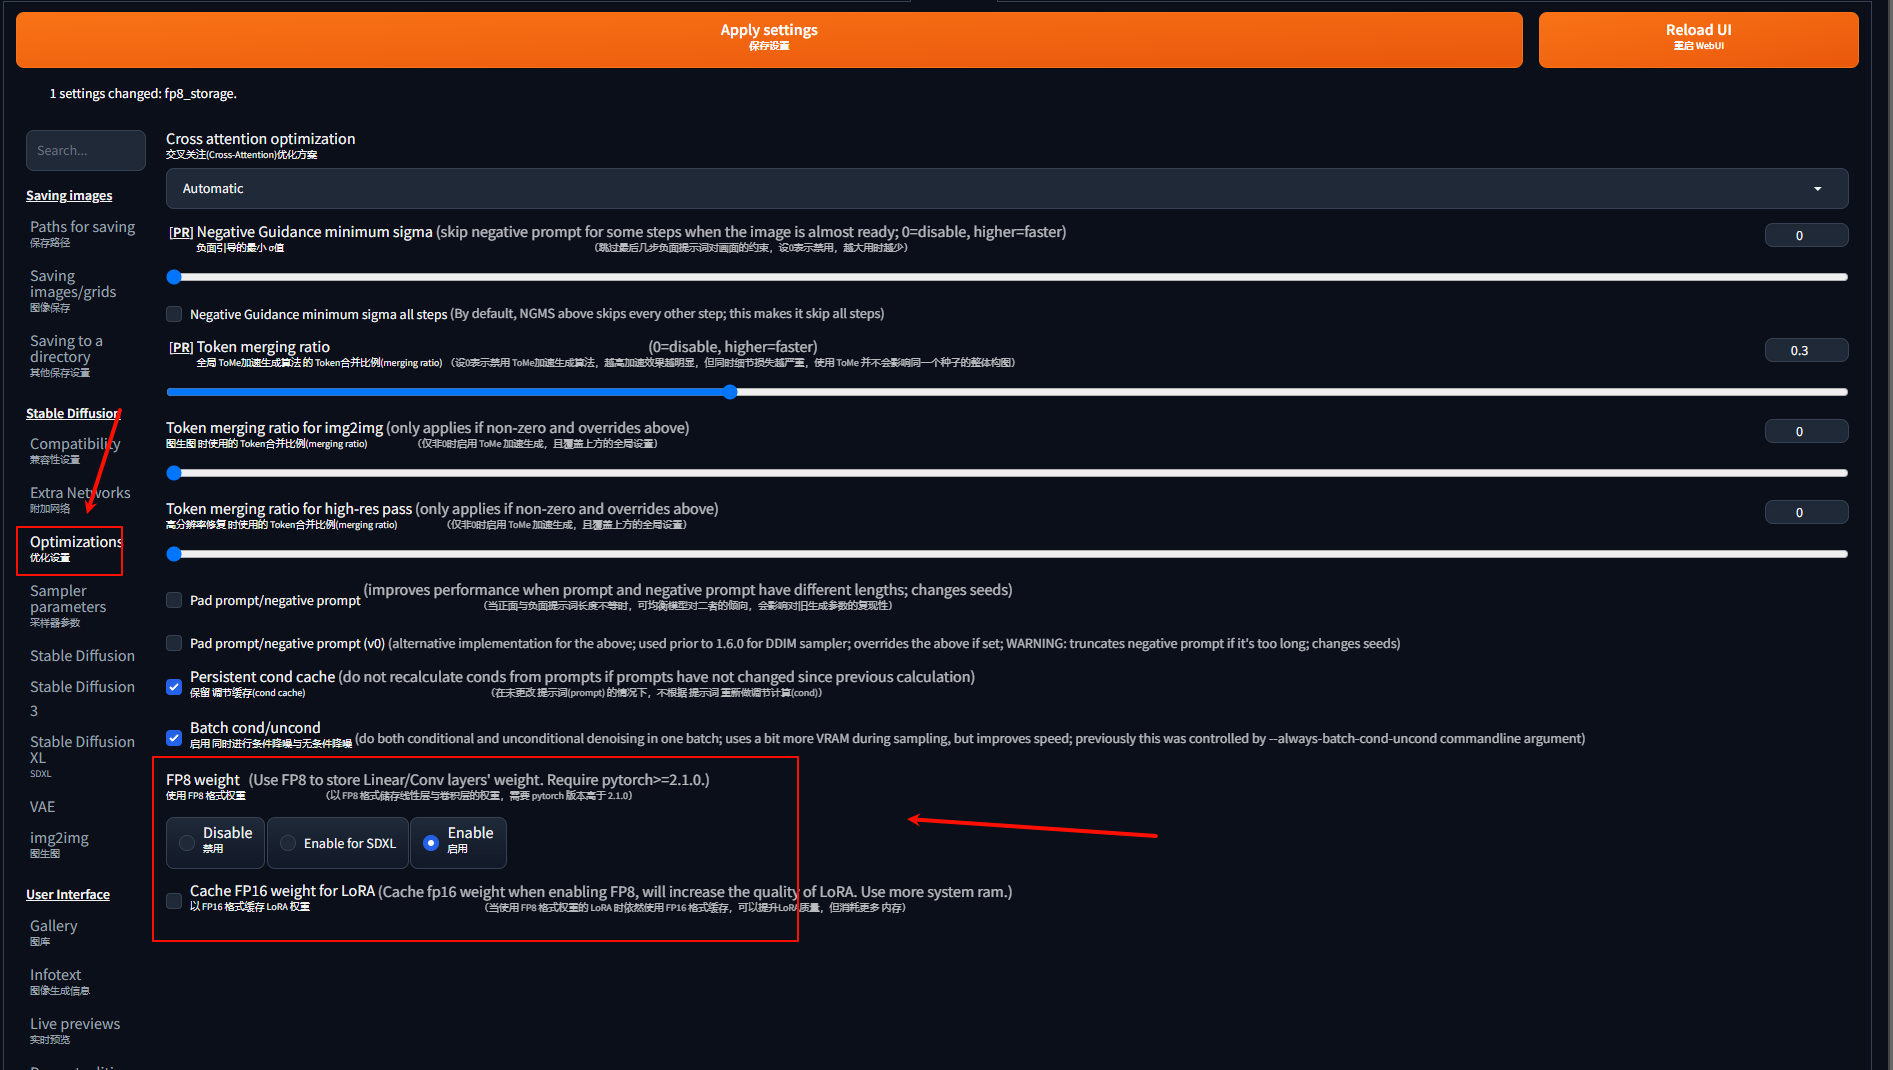 Apply settings
保存设置
Reload UI
重启 WebUI
1 settings changed: fp8_storage.
Search...
Saving images
Paths for saving
保存路径
Saving
images/grids
图像保存
Saving to a
directory
其他保存设置
Stable Diffusion
Compatibility
兼容性设置
Extra Networks
附加网络
Optimizations
优化设置
Sampler
parameters
采样器参数
Stable Diffusion
Stable Diffusion
3
Stable Diffusion
XL
SDXL
VAE
img2img
图生图
User Interface
Gallery
图库
Infotext
图像生成信息
Live previews
实时预览
Cross attention optimization
交叉关注(Cross-Attention)优化方案
Automatic
[PR] Negative Guidance minimum sigma (skip negative prompt for some steps when the image is almost ready; 0=disable, higher=faster)
负面引导的最小 σ值 (跳过最后几步负面提示词对画面的约束，设0表示禁用，越大用时越少)
0
Negative Guidance minimum sigma all steps (By default, NGMS above skips every other step; this makes it skip all steps)
[PR] Token merging ratio (0=disable, higher=faster)
全局 ToMe加速生成算法 的 Token合并比例(merging ratio) (设0表示禁用 ToMe加速生成算法，越高加速效果越明显，但同时细节损失越严重，使用 ToMe 并不会影响同一个种子的整体构图)
0.3
Token merging ratio for img2img (only applies if non-zero and overrides above)
图生图 时使用的 Token合并比例(merging ratio) (仅非0时启用 ToMe 加速生成，且覆盖上方的全局设置)
0
Token merging ratio for high-res pass (only applies if non-zero and overrides above)
高分辨率修复 时使用的 Token合并比例(merging ratio) (仅非0时启用 ToMe 加速生成，且覆盖上方的全局设置)
0
Pad prompt/negative prompt (improves performance when prompt and negative prompt have different lengths; changes seeds)
(当正面与负面提示词长度不等时，可均衡模型对二者的倾向，会影响对旧生成参数的复现性)
Pad prompt/negative prompt (v0) (alternative implementation for the above; used prior to 1.6.0 for DDIM sampler; overrides the above if set; WARNING: truncates negative prompt if it's too long; changes seeds)
Persistent cond cache (do not recalculate conds from prompts if prompts have not changed since previous calculation)
保留 调节缓存(cond cache) (在未更改 提示词(prompt) 的情况下，不根据 提示词 重新做调节计算(cond))
Batch cond/uncond
启用 同时进行条件降噪与无条件降噪 (do both conditional and unconditional denoising in one batch; uses a bit more VRAM during sampling, but improves speed; previously this was controlled by --always-batch-cond-uncond commandline argument)
FP8 weight (Use FP8 to store Linear/Conv layers' weight. Require pytorch>=2.1.0.)
使用 FP8 格式权重 (以 FP8 格式储存线性层与卷积层的权重，需要 pytorch 版本高于 2.1.0)
Disable
禁用
Enable for SDXL
Enable
启用
Cache FP16 weight for LoRA (Cache fp16 weight when enabling FP8, will increase the quality of LoRA. Use more system ram.)
以 FP16 格式缓存 LoRA 权重 (当使用 FP8 格式权重的 LoRA 时依然使用 FP16 格式缓存，可以提升LoRA质量，但消耗更多 内存)